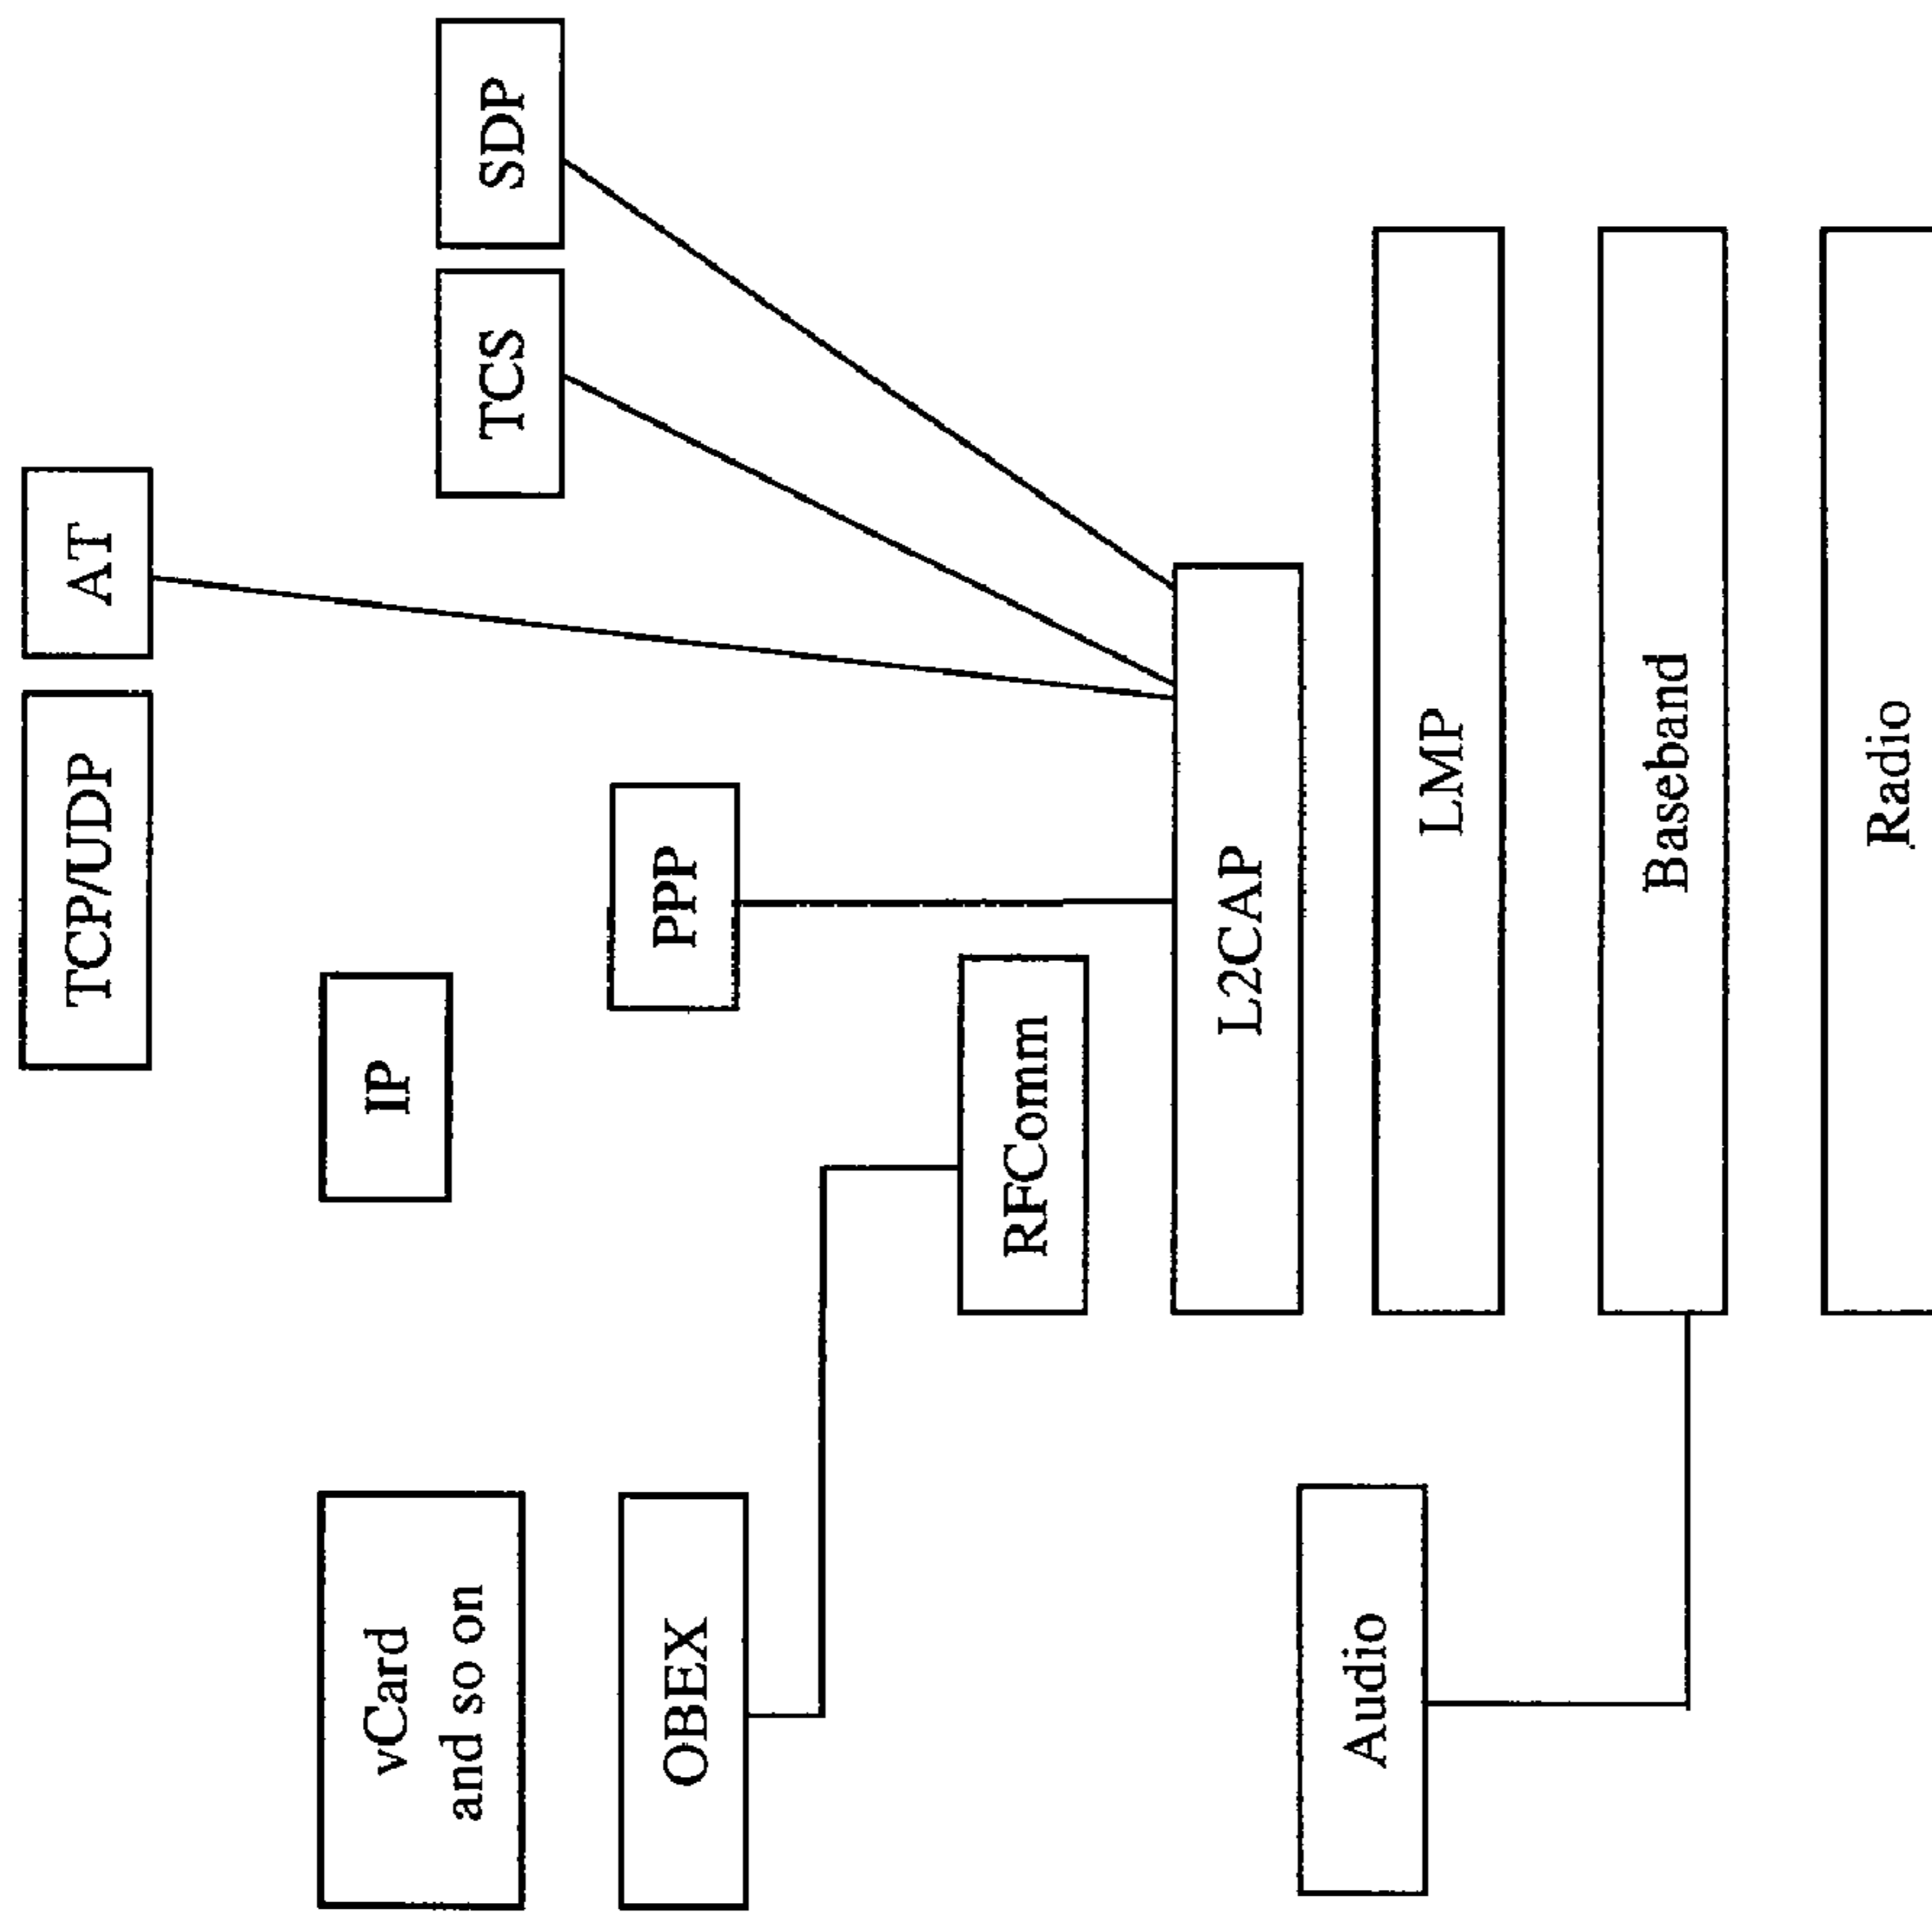 TCP/UDP
AT
vCard
and so on
IP
TCS
SDP
OBEX
PPP
RFComm
L2CAP
Audio
LMP
Baseband
Radio